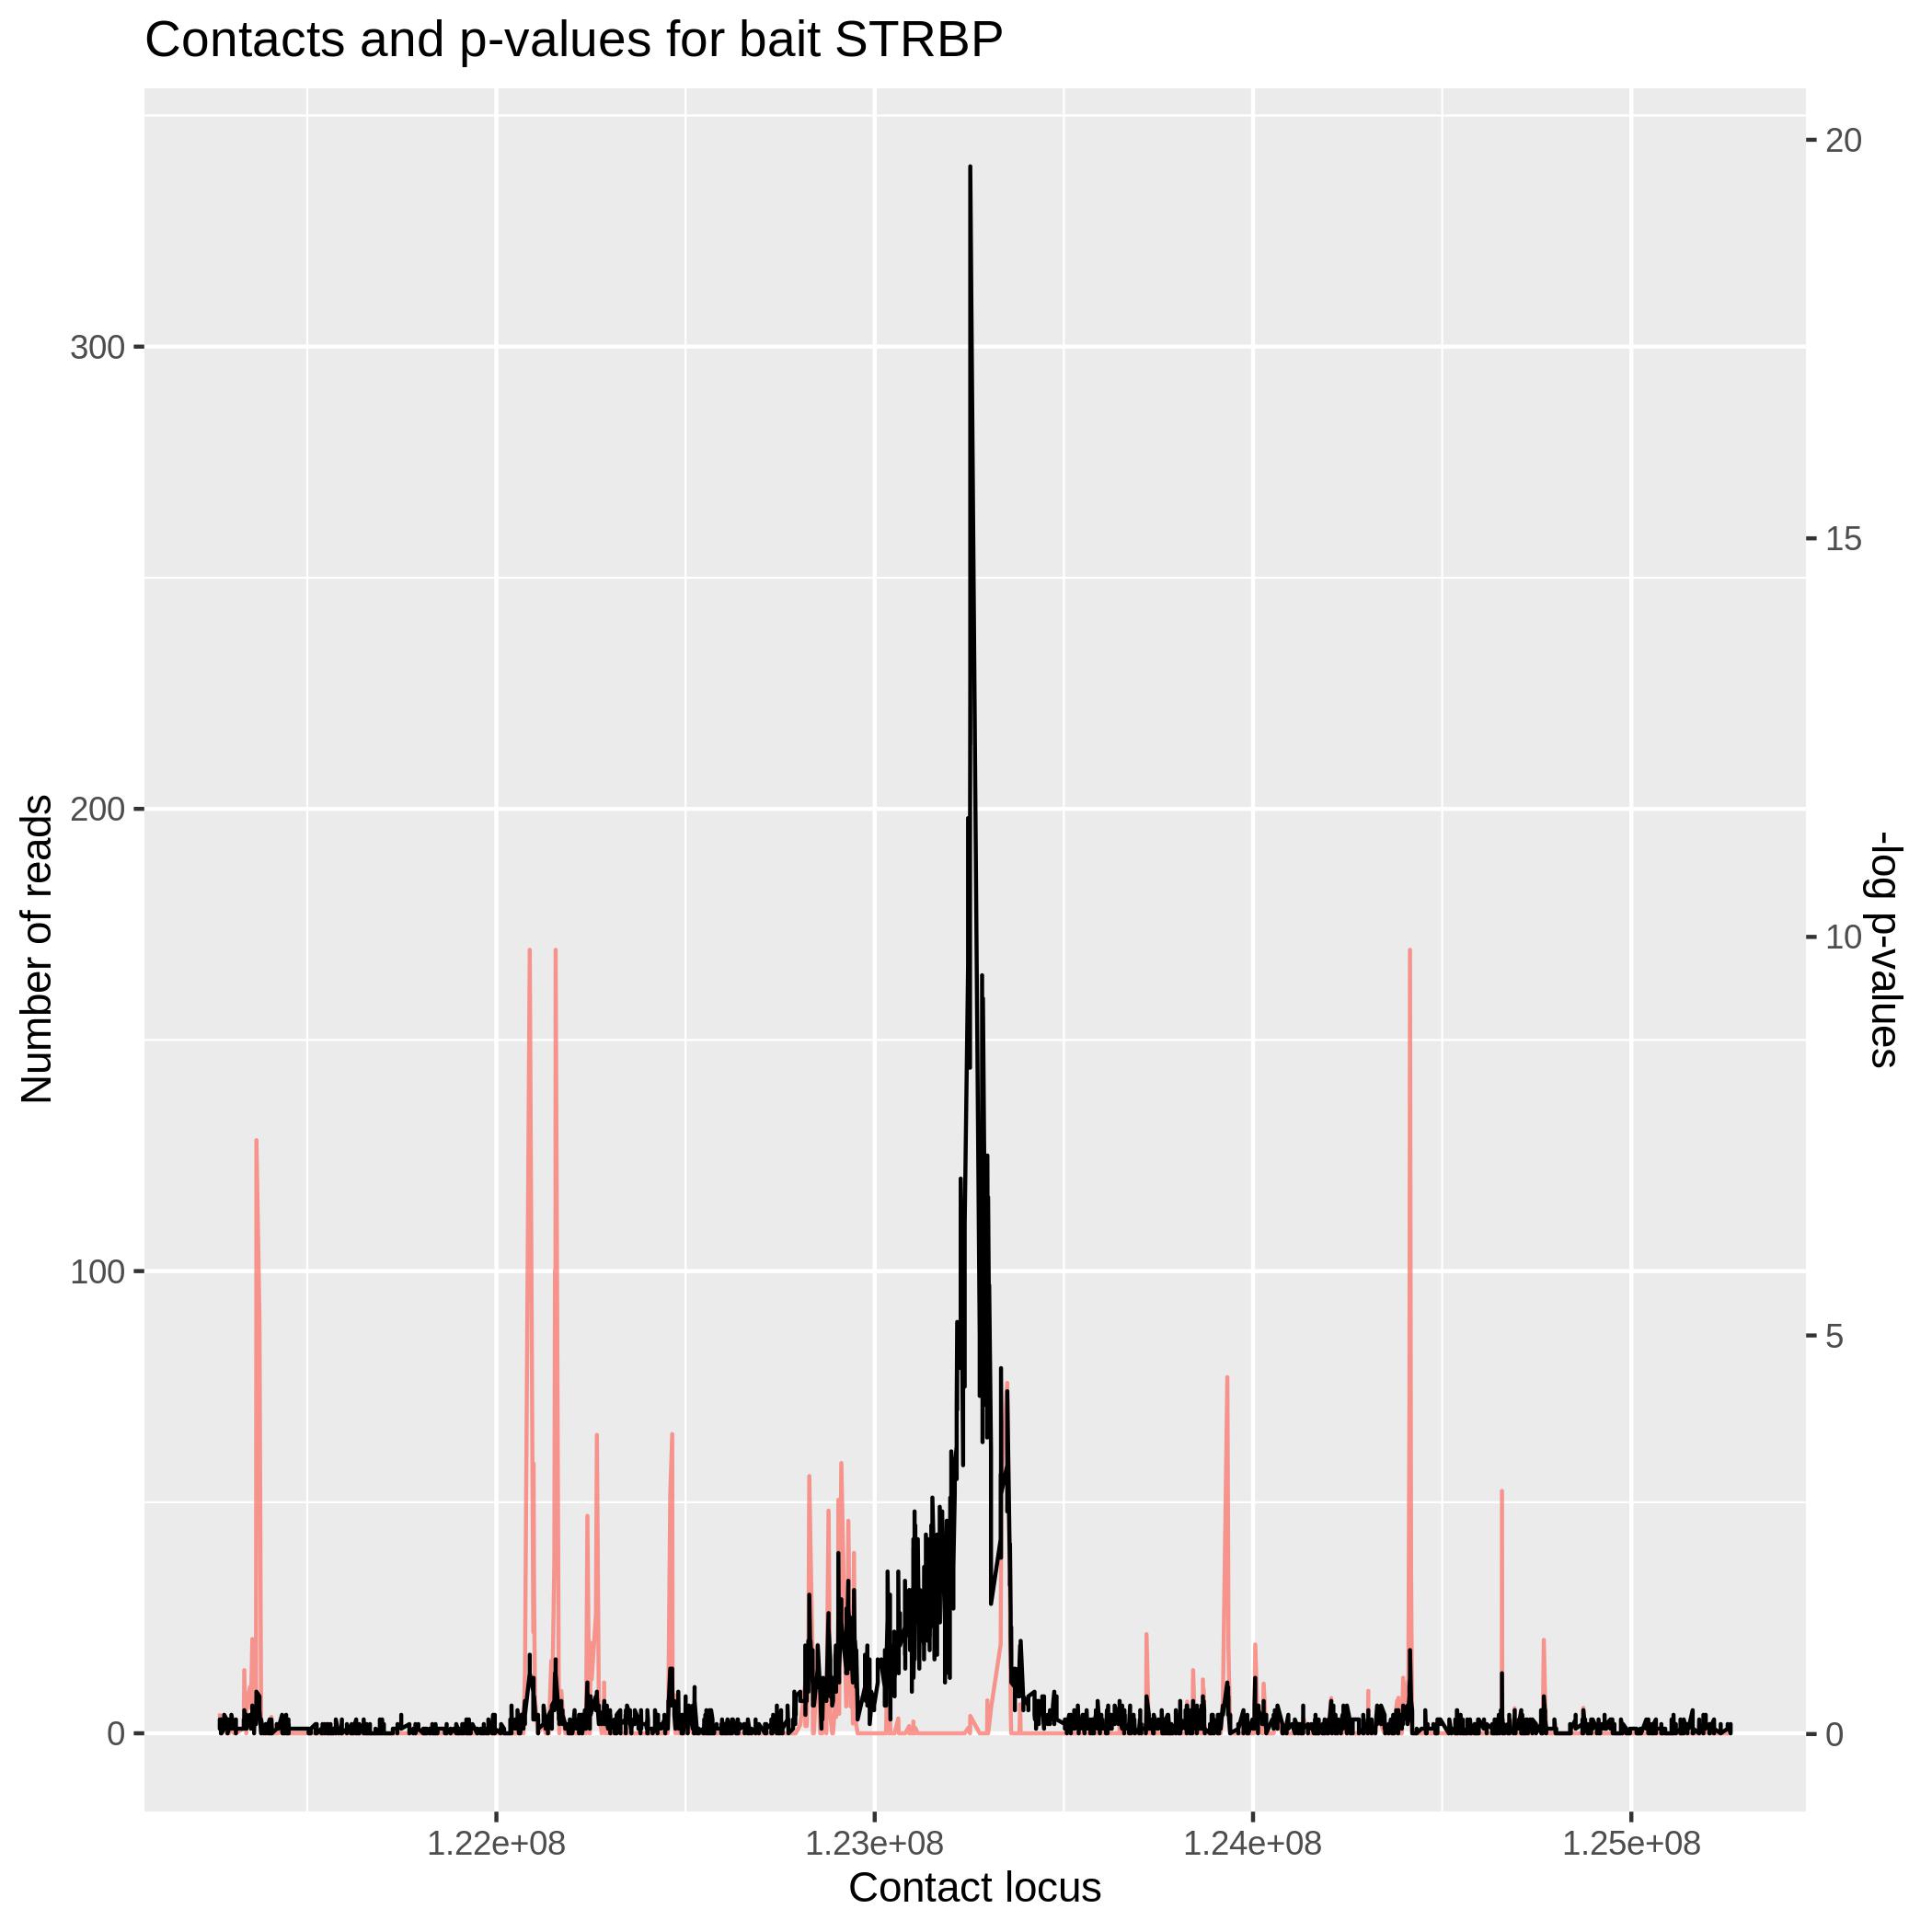 Contacts and p-values for bait STRBP
Number of reads
300
200
100
0
20
15
10
5
0
-log p-values
1.22e+08 1.23e+08 1.24e+08 1.25e+08
Contact locus